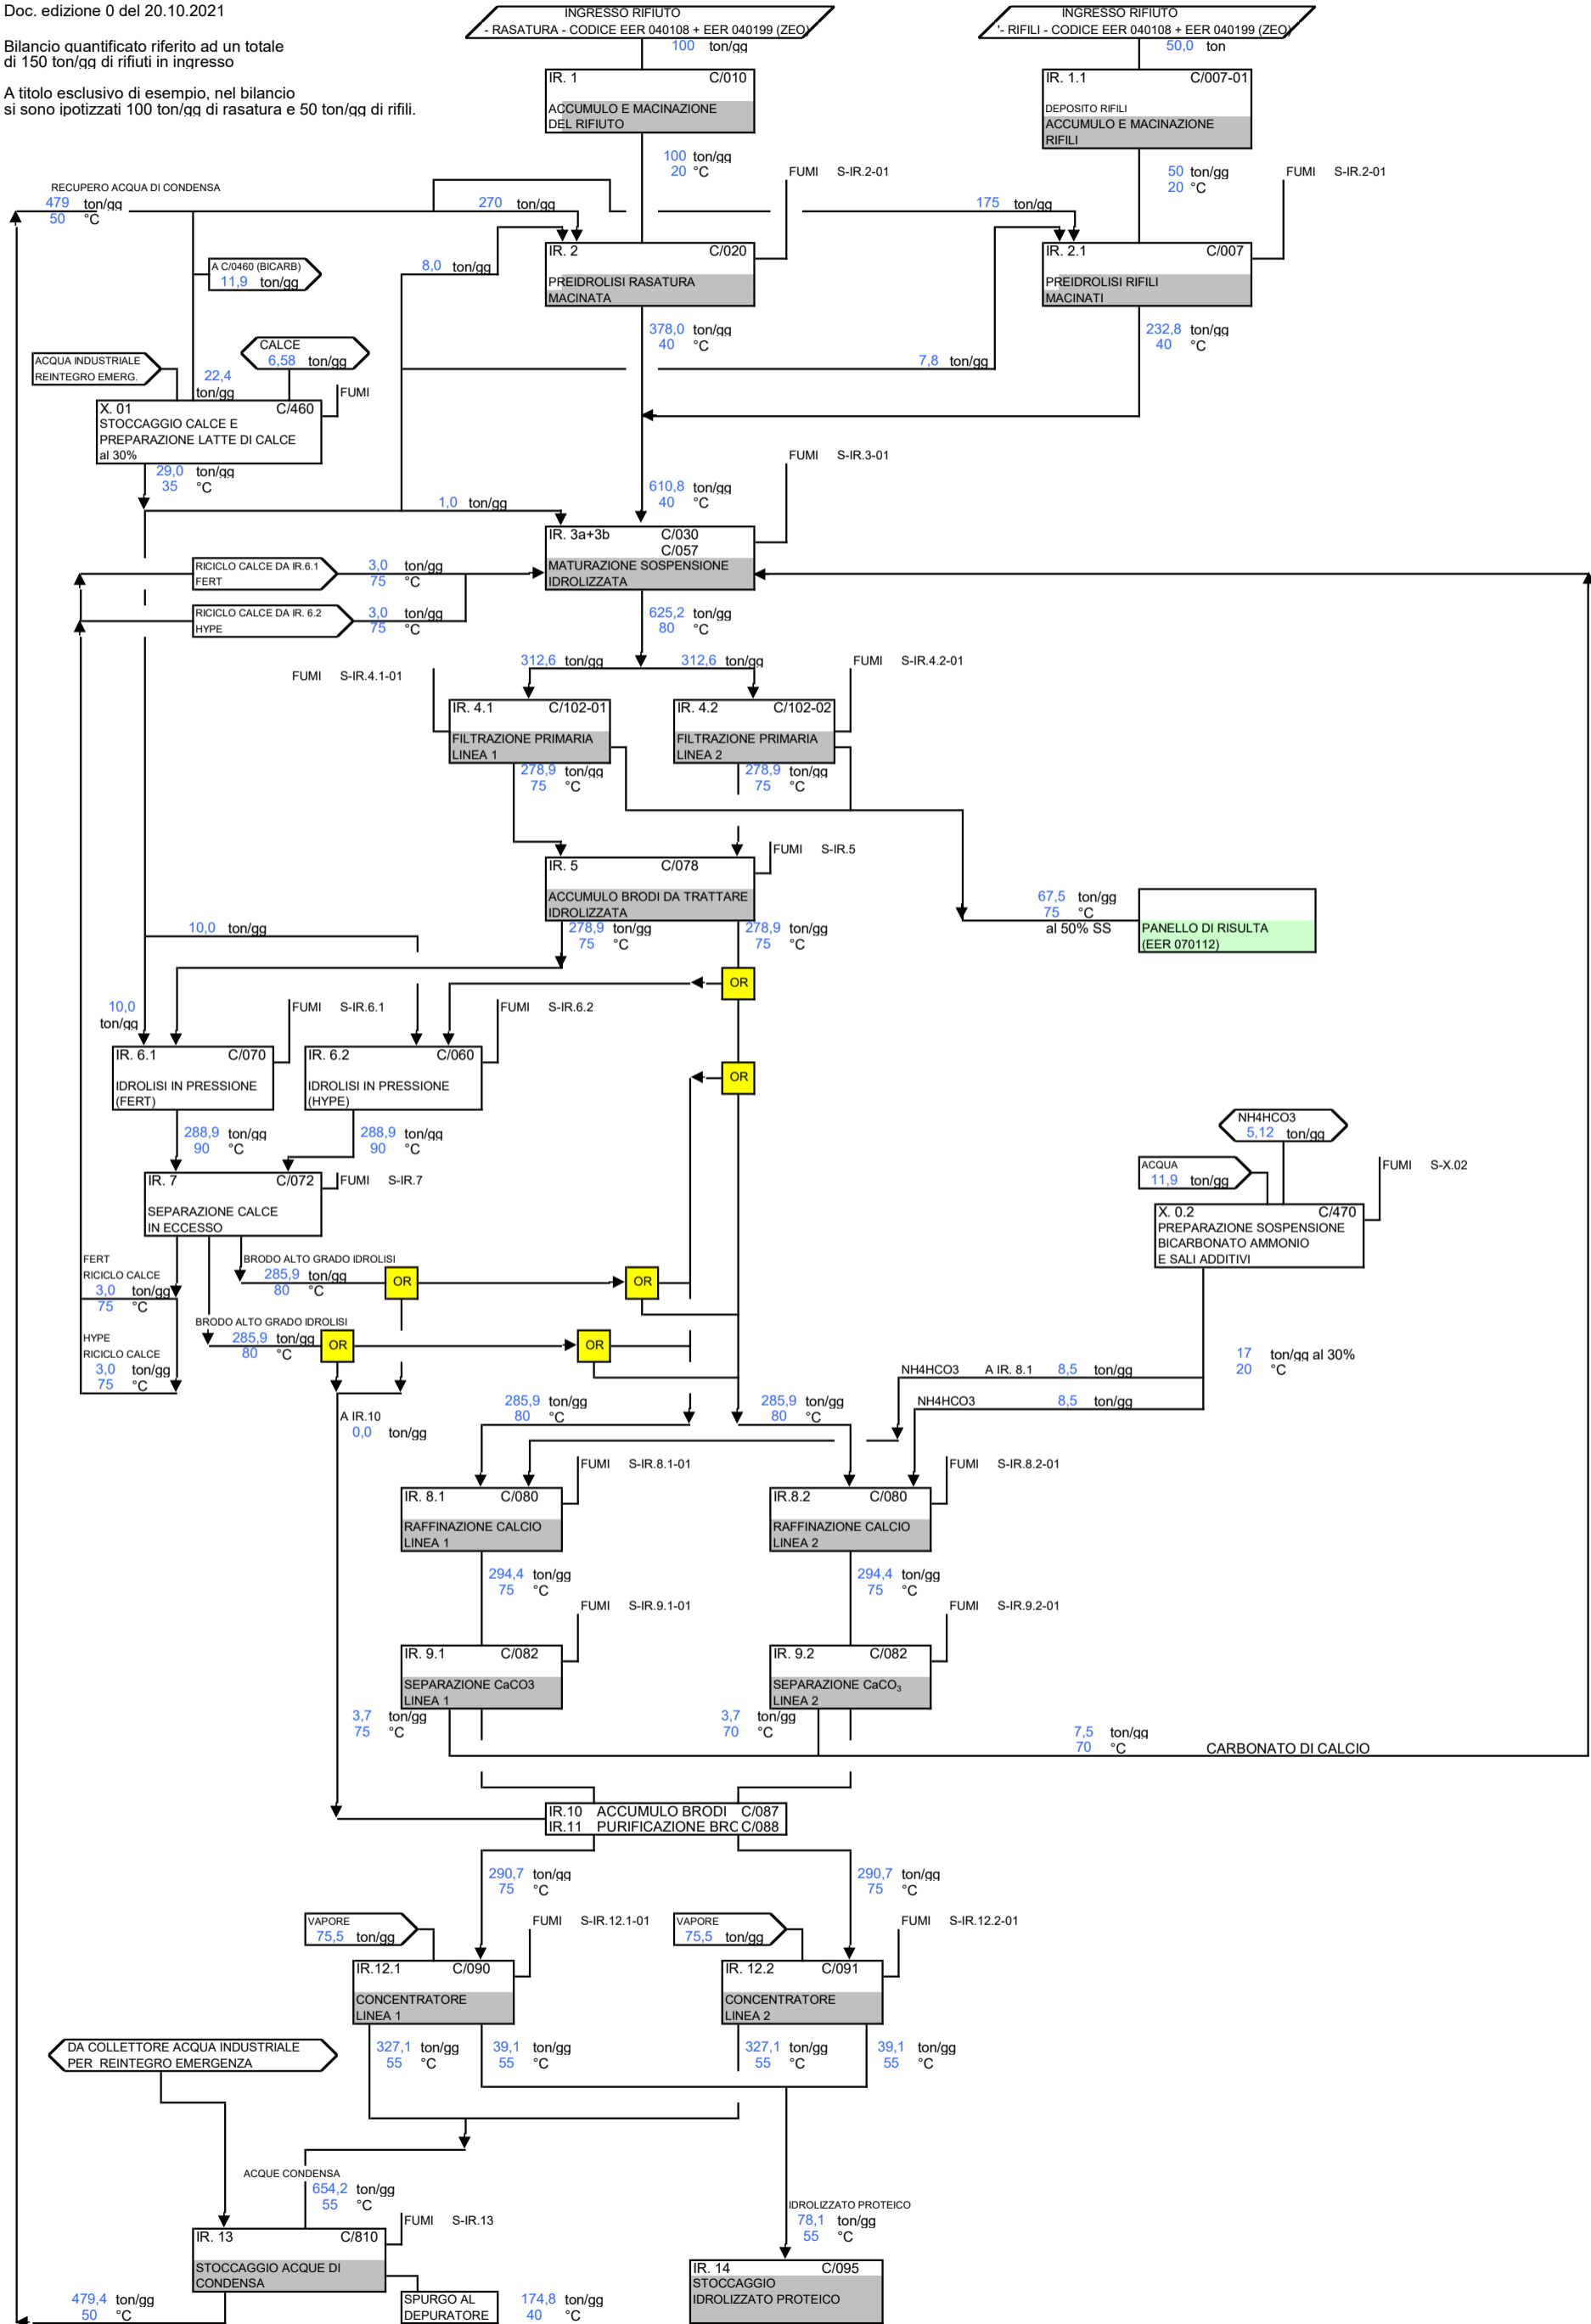 Doc. edizione 0 del 20.10.2021
Bilancio quantificato riferito ad un totale
di 150 ton/gg di rifiuti in ingresso
A titolo esclusivo di esempio, nel bilancio
si sono ipotizzati 100 ton/gg di rasatura e 50 ton/gg di rifili.
INGRESSO RIFIUTO
- RASATURA - CODICE EER 040108 + EER 040199 (ZEO)
100 ton/gg
INGRESSO RIFIUTO
'- RIFILI - CODICE EER 040108 + EER 040199 (ZEO)
50,0 ton
IR. 1 C/010
ACCUMULO E MACINAZIONE
DEL RIFIUTO
IR. 1.1 C/007-01
DEPOSITO RIFILI
ACCUMULO E MACINAZIONE
RIFILI
100 ton/gg
20 °C
FUMI S-IR.2-01
50 ton/gg
20 °C
FUMI S-IR.2-01
RECUPERO ACQUA DI CONDENSA
479 ton/gg
50 °C
270 ton/gg
175 ton/gg
IR. 2 C/020
PREIDROLISI RASATURA
MACINATA
IR. 2.1 C/007
PREIDROLISI RIFILI
MACINATI
A C/0460 (BICARB)
11,9 ton/gg
8,0 ton/gg
378,0 ton/gg
40 °C
232,8 ton/gg
40 °C
CALCE
6,58 ton/gg
ACQUA INDUSTRIALE
REINTEGRO EMERG.
22,4
ton/gg
7,8 ton/gg
FUMI
X. 01 C/460
STOCCAGGIO CALCE E
PREPARAZIONE LATTE DI CALCE
al 30%
29,0 ton/gg
35 °C
FUMI S-IR.3-01
1,0 ton/gg
610,8 ton/gg
40 °C
IR. 3a+3b C/030
C/057
MATURAZIONE SOSPENSIONE
IDROLIZZATA
RICICLO CALCE DA IR.6.1
FERT
3,0 ton/gg
75 °C
RICICLO CALCE DA IR. 6.2
HYPE
3,0 ton/gg
75 °C
625,2 ton/gg
80 °C
312,6 ton/gg
312,6 ton/gg
FUMI S-IR.4.1-01
FUMI S-IR.4.2-01
IR. 4.1 C/102-01
FILTRAZIONE PRIMARIA
LINEA 1
IR. 4.2 C/102-02
FILTRAZIONE PRIMARIA
LINEA 2
278,9 ton/gg
75 °C
278,9 ton/gg
75 °C
FUMI S-IR.5
IR. 5 C/078
ACCUMULO BRODI DA TRATTARE
IDROLIZZATA
67,5 ton/gg
75 °C
al 50% SS
PANELLO DI RISULTA
(EER 070112)
10,0 ton/gg
278,9 ton/gg
75 °C
278,9 ton/gg
75 °C
OR
10,0
ton/gg
FUMI S-IR.6.1
FUMI S-IR.6.2
IR. 6.1 C/070
IDROLISI IN PRESSIONE
(FERT)
IR. 6.2 C/060
IDROLISI IN PRESSIONE
(HYPE)
OR
288,9 ton/gg
90 °C
288,9 ton/gg
90 °C
NH4HCO3
5,12 ton/gg
ACQUA
11,9 ton/gg
FUMI S-X.02
IR. 7 C/072
SEPARAZIONE CALCE
IN ECCESSO
FUMI S-IR.7
X. 0.2 C/470
PREPARAZIONE SOSPENSIONE
BICARBONATO AMMONIO
E SALI ADDITIVI
FERT
RICICLO CALCE
3,0 ton/gg
75 °C
BRODO ALTO GRADO IDROLISI
285,9 ton/gg
80 °C
OR
OR
HYPE
RICICLO CALCE
3,0 ton/gg
75 °C
BRODO ALTO GRADO IDROLISI
285,9 ton/gg
80 °C
OR
OR
17 ton/gg al 30%
20 °C
NH4HCO3 A IR. 8.1 8,5 ton/gg
NH4HCO3 8,5 ton/gg
A IR.10
0,0 ton/gg
285,9 ton/gg
80 °C
285,9 ton/gg
80 °C
FUMI S-IR.8.1-01
FUMI S-IR.8.2-01
IR. 8.1 C/080
RAFFINAZIONE CALCIO
LINEA 1
IR.8.2 C/080
RAFFINAZIONE CALCIO
LINEA 2
294,4 ton/gg
75 °C
294,4 ton/gg
75 °C
FUMI S-IR.9.1-01
FUMI S-IR.9.2-01
IR. 9.1 C/082
SEPARAZIONE CaCO3
LINEA 1
IR. 9.2 C/082
SEPARAZIONE CaCO₃
LINEA 2
3,7 ton/gg
75 °C
3,7 ton/gg
70 °C
7,5 ton/gg
70 °C
CARBONATO DI CALCIO
IR.10 ACCUMULO BRODI C/087
IR.11 PURIFICAZIONE BRC C/088
290,7 ton/gg
75 °C
290,7 ton/gg
75 °C
VAPORE
75,5 ton/gg
FUMI S-IR.12.1-01
VAPORE
75,5 ton/gg
FUMI S-IR.12.2-01
IR.12.1 C/090
CONCENTRATORE
LINEA 1
IR. 12.2 C/091
CONCENTRATORE
LINEA 2
327,1 ton/gg
55 °C
39,1 ton/gg
55 °C
327,1 ton/gg
55 °C
39,1 ton/gg
55 °C
DA COLLETTORE ACQUA INDUSTRIALE
PER REINTEGRO EMERGENZA
ACQUE CONDENSA
654,2 ton/gg
55 °C
FUMI S-IR.13
IDROLIZZATO PROTEICO
78,1 ton/gg
55 °C
IR. 13 C/810
STOCCAGGIO ACQUE DI
CONDENSA
IR. 14 C/095
STOCCAGGIO
IDROLIZZATO PROTEICO
479,4 ton/gg
50 °C
SPURGO AL
DEPURATORE
174,8 ton/gg
40 °C